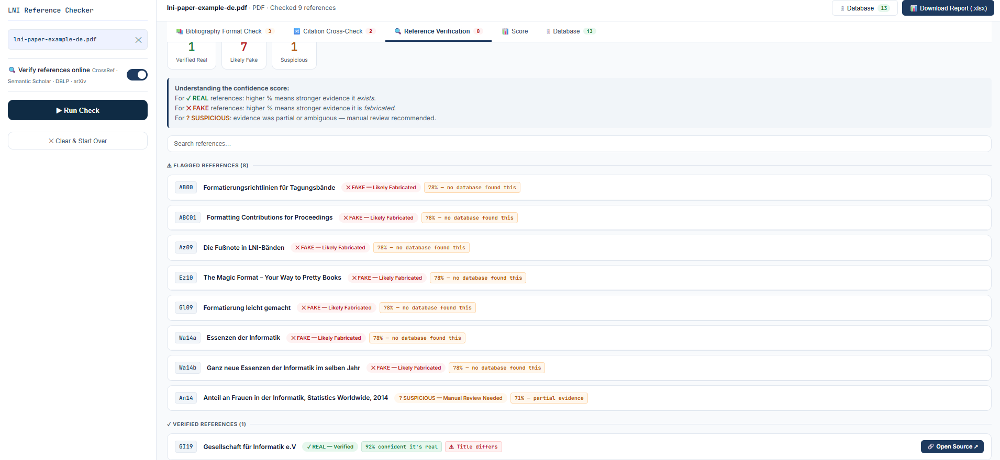 LNI Reference Checker
lni-paper-example-de.pdf
Verify references online CrossRef ·
Semantic Scholar · DBLP · arXiv
▶ Run Check
✕ Clear & Start Over
lni-paper-example-de.pdf · PDF · Checked 9 references
Database 13
Download Report (.xlsx)
Bibliography Format Check 3
Citation Cross-Check 2
Reference Verification 8
Score
Database 13
1
Verified Real
7
Likely Fake
1
Suspicious
Understanding the confidence score:
For ✓ REAL references: higher % means stronger evidence it exists.
For ✕ FAKE references: higher % means stronger evidence it is fabricated.
For ? SUSPICIOUS: evidence was partial or ambiguous — manual review recommended.
Search references...
⚠ FLAGGED REFERENCES (8)
AB00 Formatierungsrichtlinien für Tagungsbände ✕ FAKE — Likely Fabricated 78% — no database found this
ABC01 Formatting Contributions for Proceedings ✕ FAKE — Likely Fabricated 78% — no database found this
Az09 Die Fußnote in LNI-Bänden ✕ FAKE — Likely Fabricated 78% — no database found this
Ez10 The Magic Format – Your Way to Pretty Books ✕ FAKE — Likely Fabricated 78% — no database found this
Gl09 Formatierung leicht gemacht ✕ FAKE — Likely Fabricated 78% — no database found this
Wa14a Essenzen der Informatik ✕ FAKE — Likely Fabricated 78% — no database found this
Wa14b Ganz neue Essenzen der Informatik im selben Jahr ✕ FAKE — Likely Fabricated 78% — no database found this
An14 Anteil an Frauen in der Informatik, Statistics Worldwide, 2014 ? SUSPICIOUS — Manual Review Needed 71% — partial evidence
✓ VERIFIED REFERENCES (1)
GI19 Gesellschaft für Informatik e.V ✓ REAL — Verified 92% confident it's real ⚠ Title differs
Open Source ↗